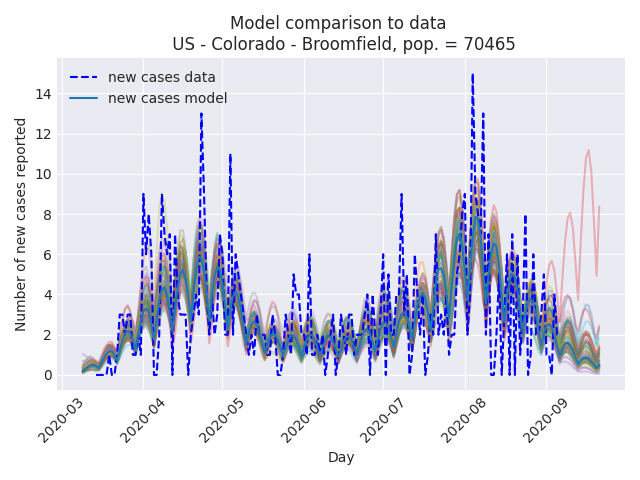 Model comparison to data
US - Colorado - Broomfield, pop. = 70465
new cases data
new cases model
Number of new cases reported
14
12
10
8
6
4
2
0
2020-03
2020-04
2020-05
2020-06
2020-07
2020-08
2020-09
Day